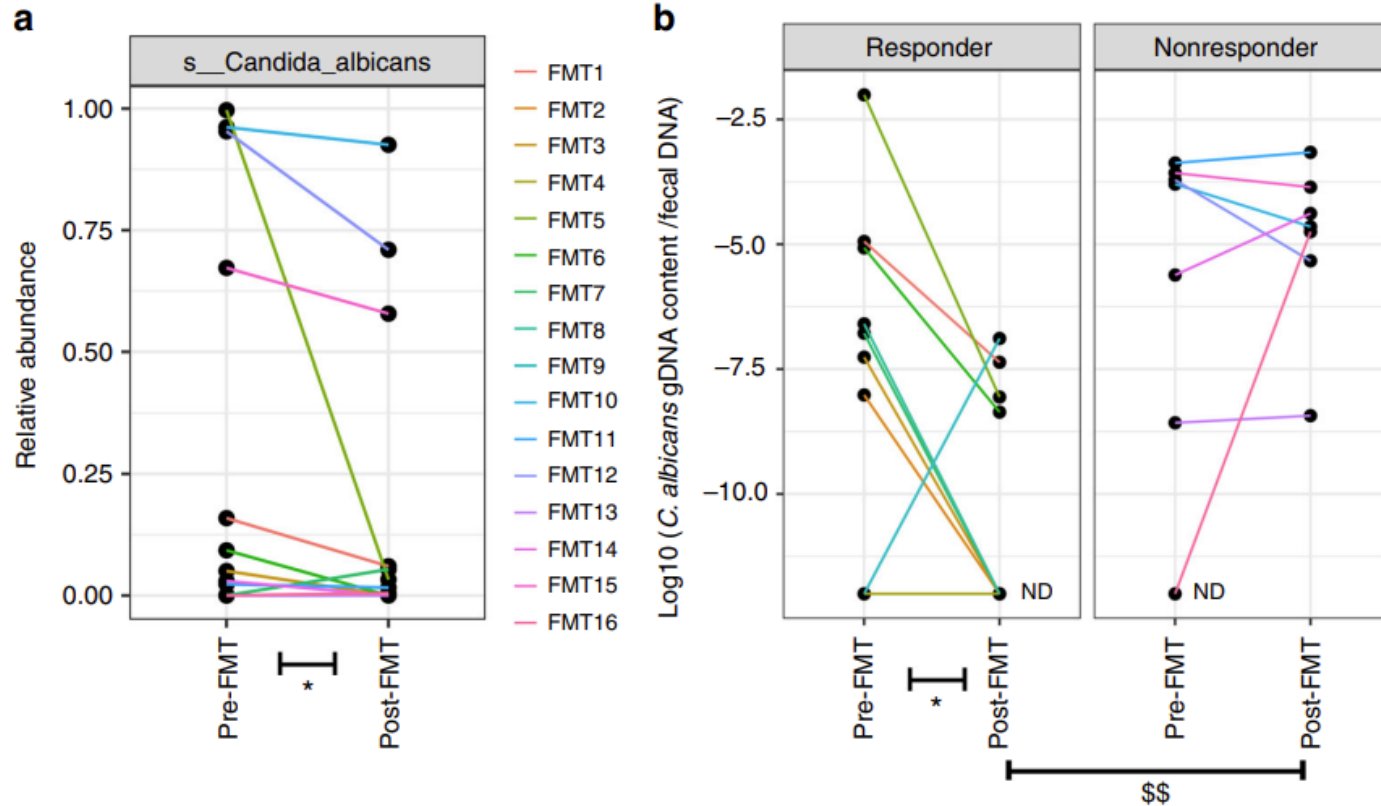 a
s__Candida_albicans
Relative abundance
1.00
0.75
0.50
0.25
0.00
Pre-FMT
Post-FMT
*
FMT1
FMT2
FMT3
FMT4
FMT5
FMT6
FMT7
FMT8
FMT9
FMT10
FMT11
FMT12
FMT13
FMT14
FMT15
FMT16
b
Responder
Nonresponder
Log10 (C. albicans gDNA content /fecal DNA)
−2.5
−5.0
−7.5
−10.0
ND
ND
Pre-FMT
Post-FMT
Pre-FMT
Post-FMT
*
$$